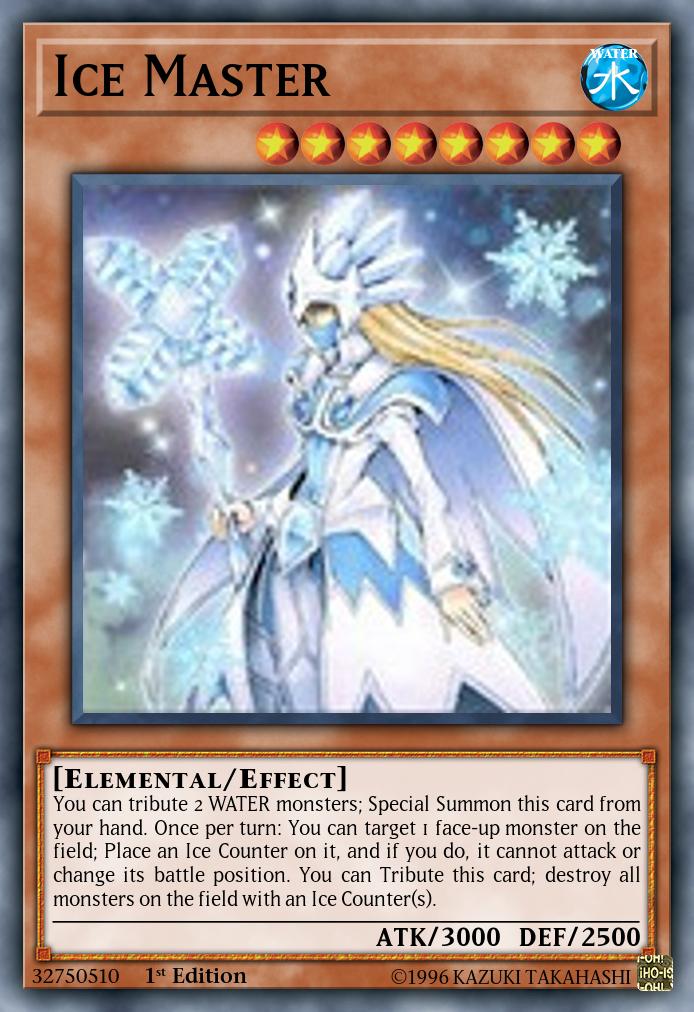 Ice Master
WATER
水
[Elemental/Effect]
You can tribute 2 WATER monsters; Special Summon this card from
your hand. Once per turn: You can target 1 face-up monster on the
field; Place an Ice Counter on it, and if you do, it cannot attack or
change its battle position. You can Tribute this card; destroy all
monsters on the field with an Ice Counter(s).
ATK/3000 DEF/2500
32750510 1st Edition ©1996 KAZUKI TAKAHASHI